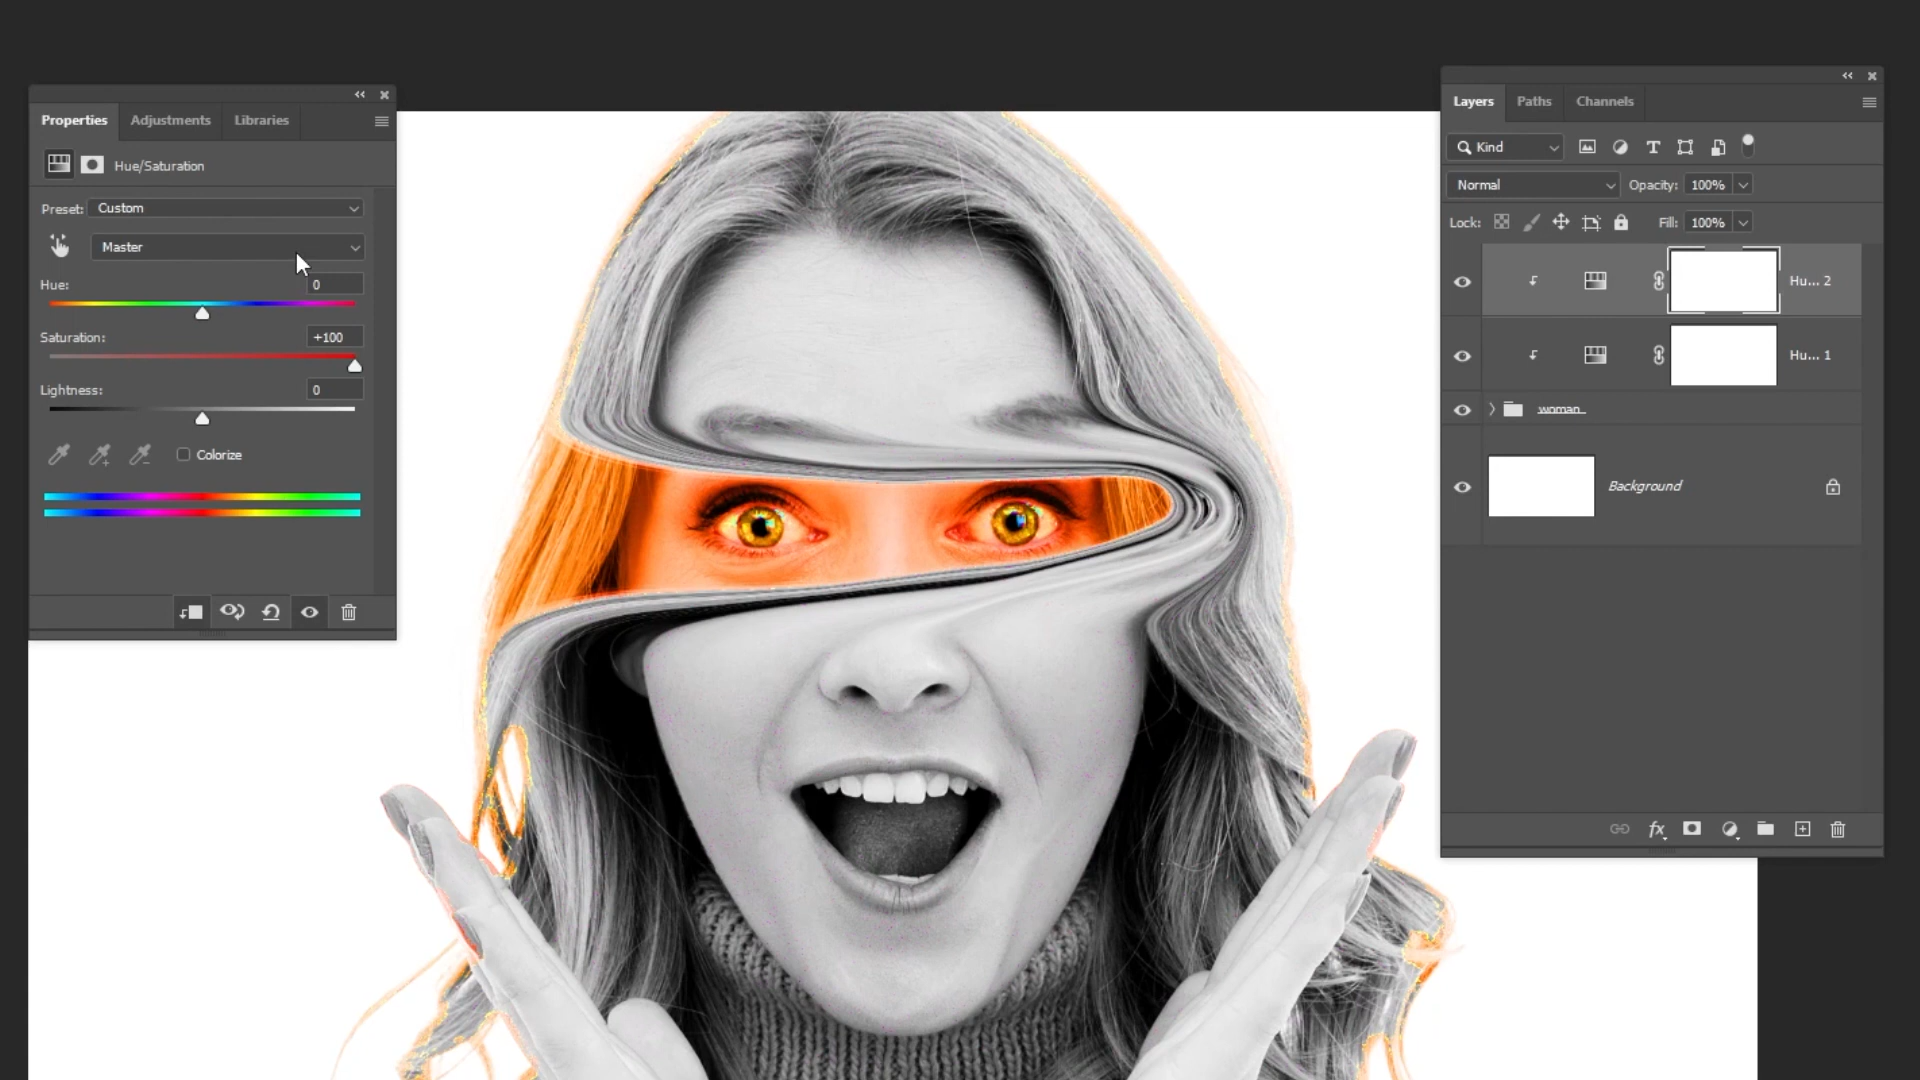 Properties Adjustments Libraries
Hue/Saturation
Preset: Custom
Master
Hue: 0
Saturation: +100
Lightness: 0
Colorize
Layers Paths Channels
Kind
Normal Opacity: 100%
Lock: Fill: 100%
Hu... 2
Hu... 1
woman
Background